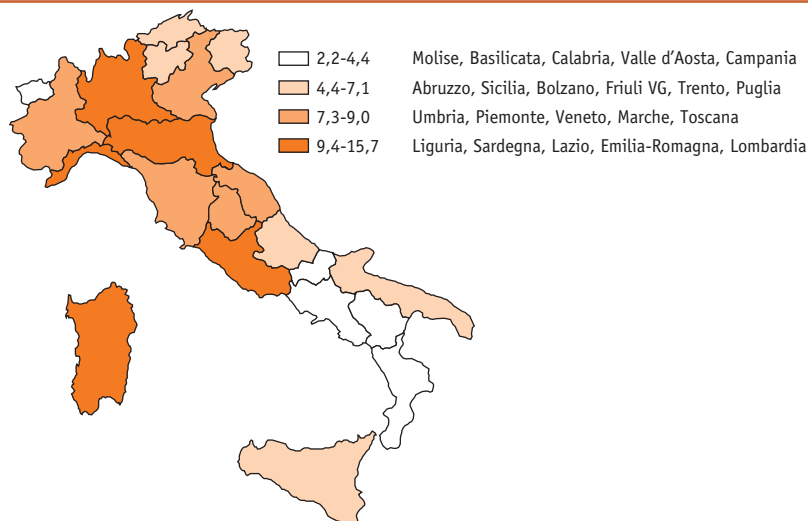 2,2-4,4 Molise, Basilicata, Calabria, Valle d’Aosta, Campania
4,4-7,1 Abruzzo, Sicilia, Bolzano, Friuli VG, Trento, Puglia
7,3-9,0 Umbria, Piemonte, Veneto, Marche, Toscana
9,4-15,7 Liguria, Sardegna, Lazio, Emilia-Romagna, Lombardia